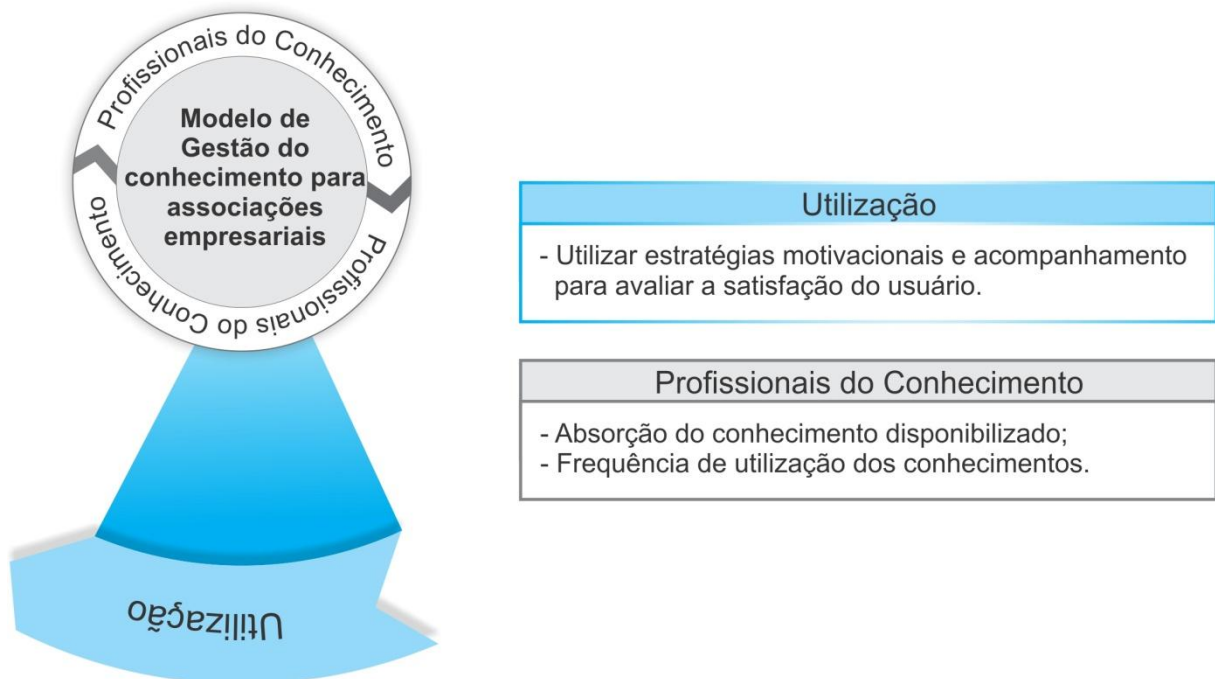 Profissionais do Conhecimento
Modelo de
Gestão do
conhecimento para
associações
empresariais
Profissionais do Conhecimento
Utilização
Utilização
- Utilizar estratégias motivacionais e acompanhamento
para avaliar a satisfação do usuário.
Profissionais do Conhecimento
- Absorção do conhecimento disponibilizado;
- Frequência de utilização dos conhecimentos.